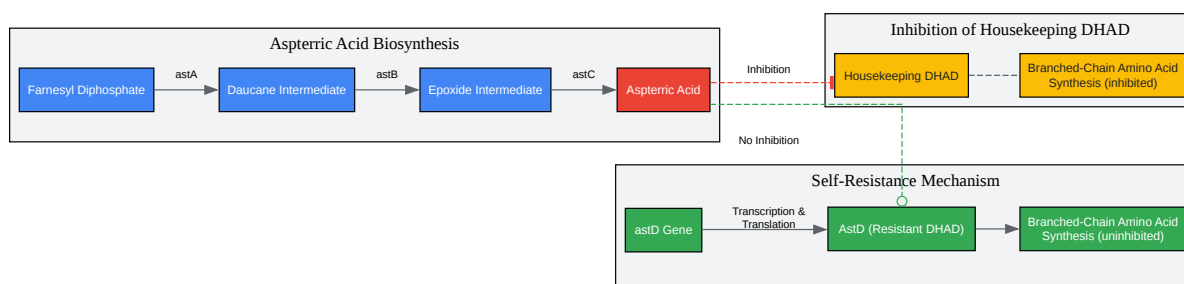 Aspterric Acid Biosynthesis
astA
astB
astC
Farnesyl Diphosphate
Daucane Intermediate
Epoxide Intermediate
Aspterric Acid
Inhibition
No Inhibition
Inhibition of Housekeeping DHAD
Housekeeping DHAD
Branched-Chain Amino Acid
Synthesis (inhibited)
Self-Resistance Mechanism
astD Gene
Transcription &
Translation
AstD (Resistant DHAD)
Branched-Chain Amino Acid
Synthesis (uninhibited)